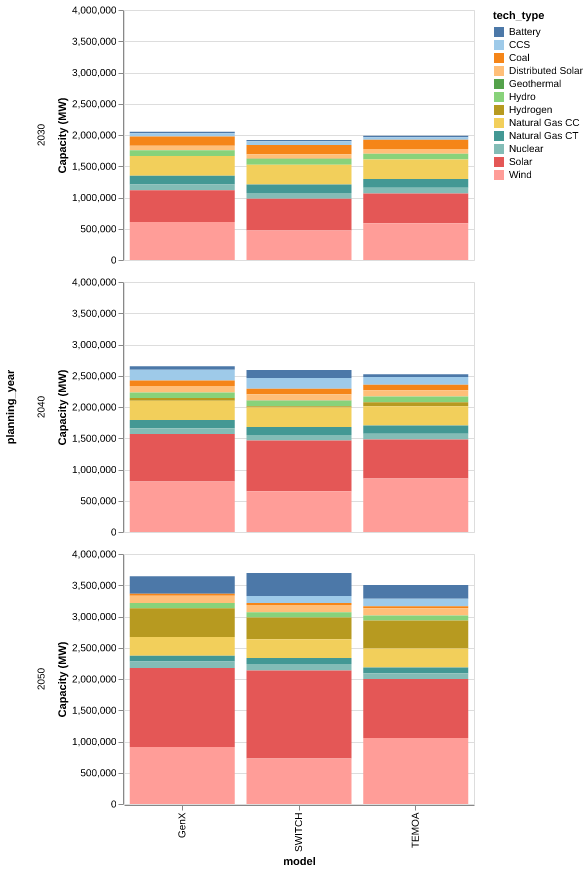 tech_type
Battery
CCS
Coal
Distributed Solar
Geothermal
Hydro
Hydrogen
Natural Gas CC
Natural Gas CT
Nuclear
Solar
Wind
planning_year
2030
Capacity (MW)
4,000,000
3,500,000
3,000,000
2,500,000
2,000,000
1,500,000
1,000,000
500,000
0
2040
Capacity (MW)
4,000,000
3,500,000
3,000,000
2,500,000
2,000,000
1,500,000
1,000,000
500,000
0
2050
Capacity (MW)
4,000,000
3,500,000
3,000,000
2,500,000
2,000,000
1,500,000
1,000,000
500,000
0
GenX
SWITCH
TEMOA
model